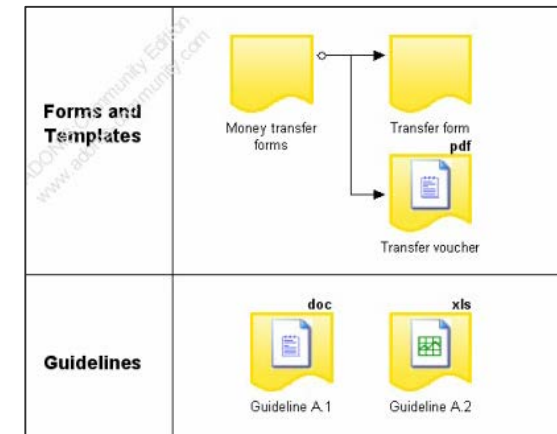 Forms and
Templates
Money transfer
forms
Transfer form
pdf
Transfer voucher
Guidelines
doc
Guideline A.1
xls
Guideline A.2